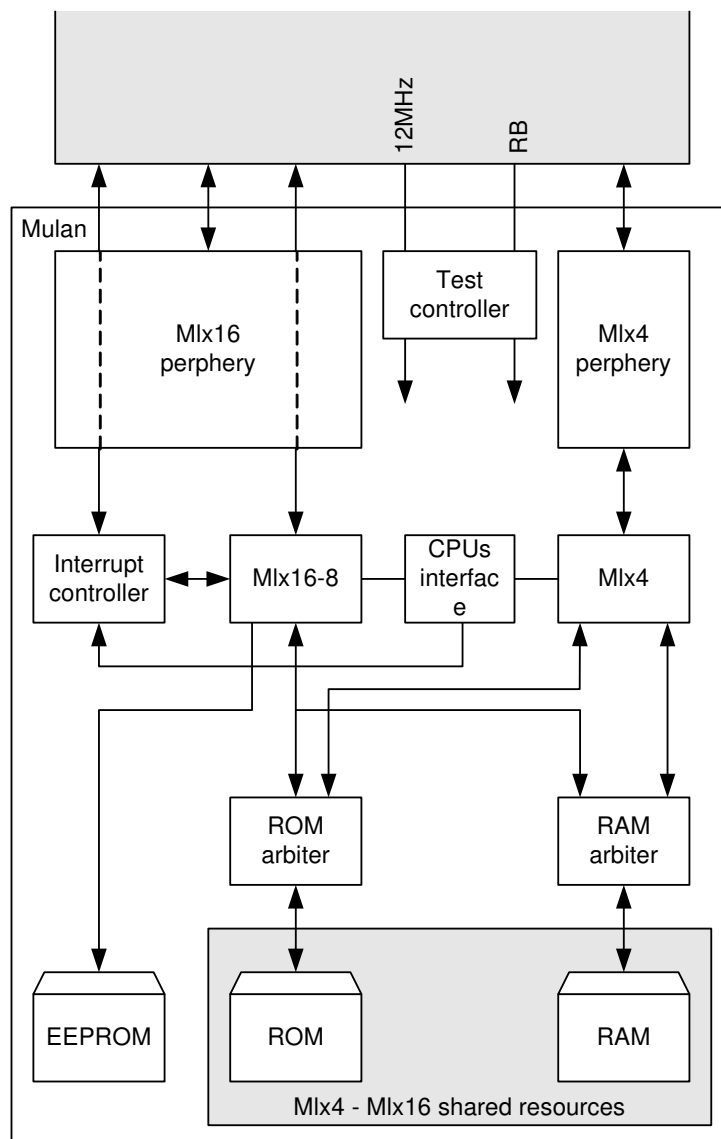 12MHz
RB
Mulan
Mlx16
perphery
Test
controller
Mlx4
perphery
Interrupt
controller
Mlx16-8
CPUs
interfac
e
Mlx4
ROM
arbiter
RAM
arbiter
EEPROM
ROM
RAM
Mlx4 - Mlx16 shared resources